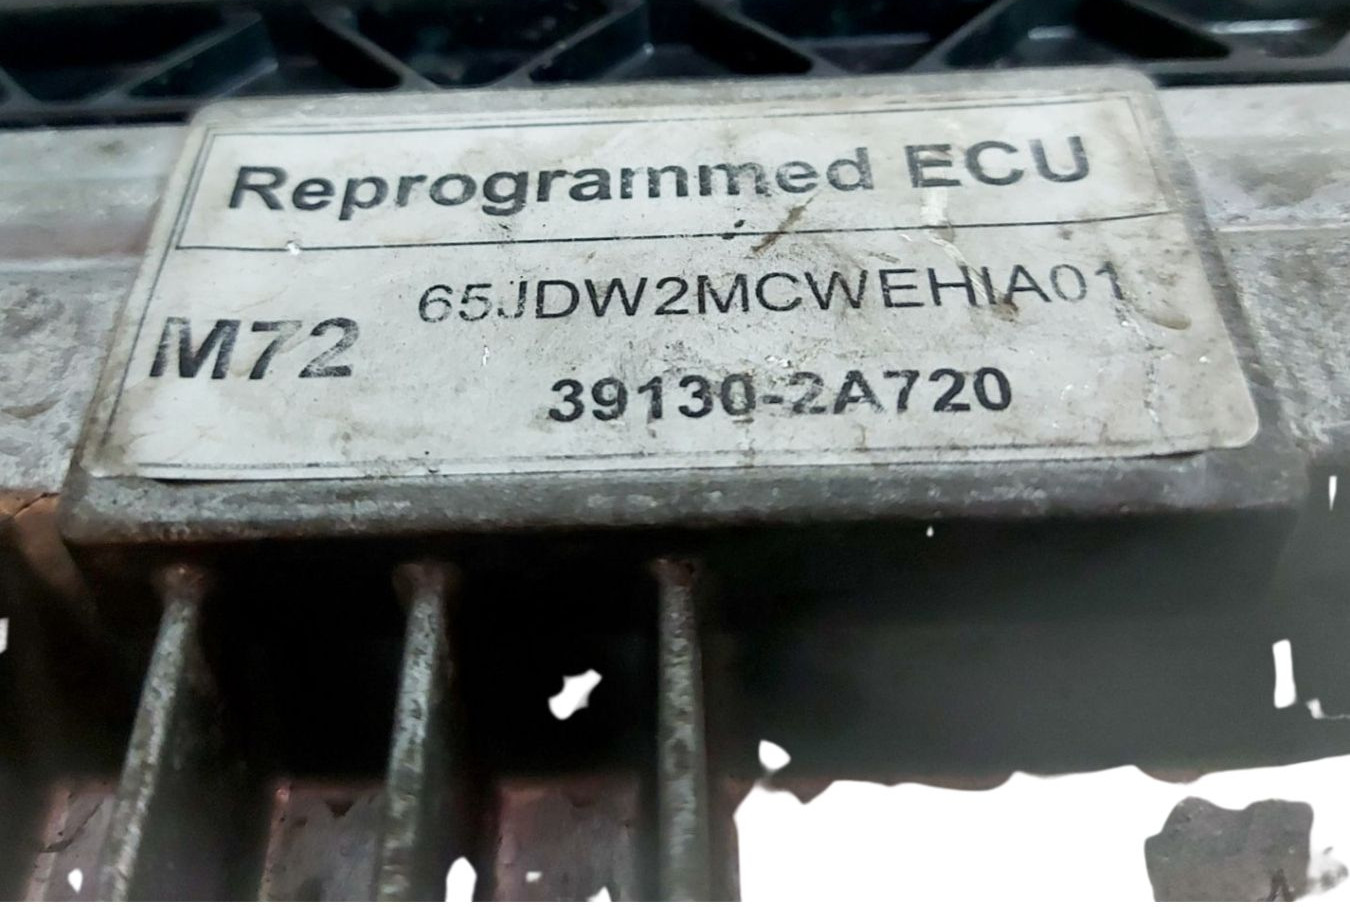 Reprogrammed ECU
65JDW2MCWEHIA01
M72
39130-2A720